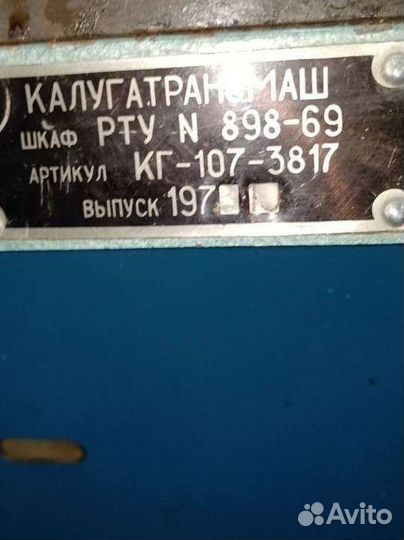 КАЛУГАТРАНСМАШ
ШКАФ РТУ N 898-69
АРТИКУЛ КГ-107-3817
ВЫПУСК 197
Avito